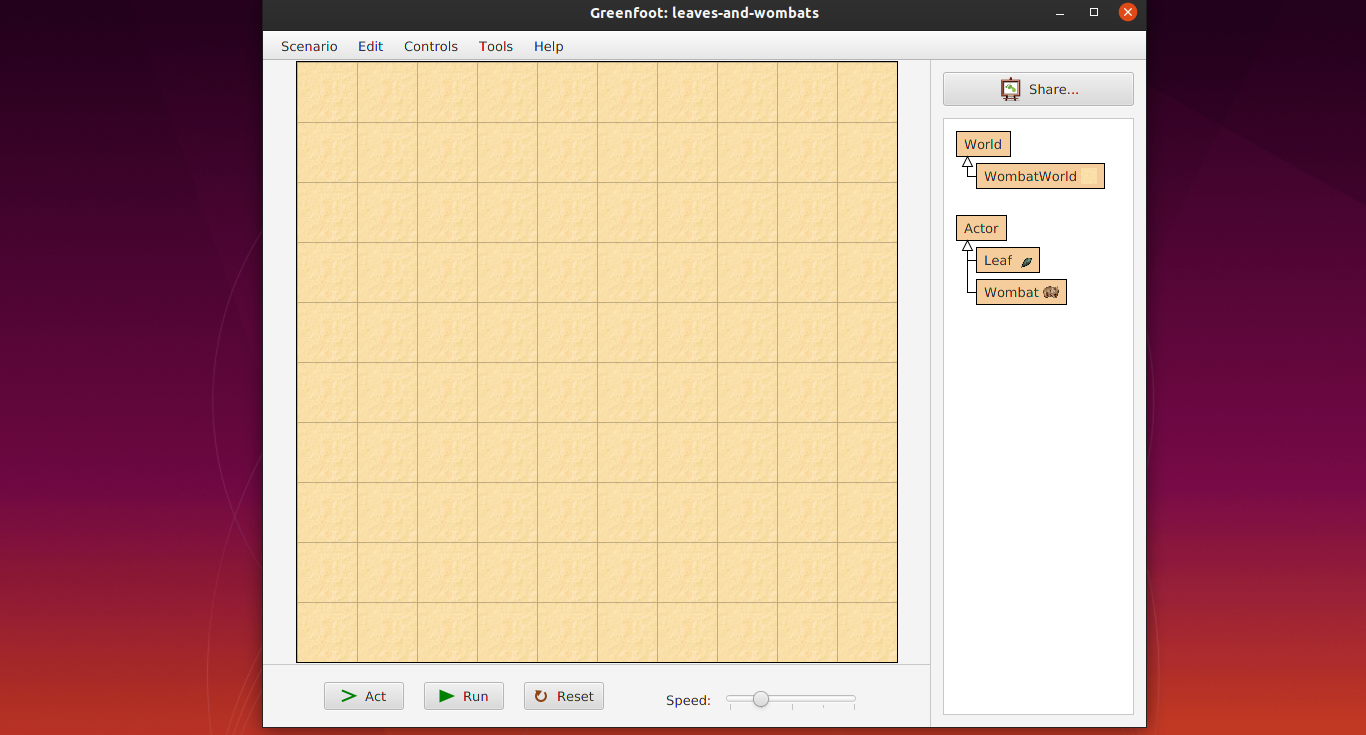 Greenfoot: leaves-and-wombats
Scenario Edit Controls Tools Help
Share...
World
WombatWorld
Actor
Leaf
Wombat
Act Run Reset Speed: